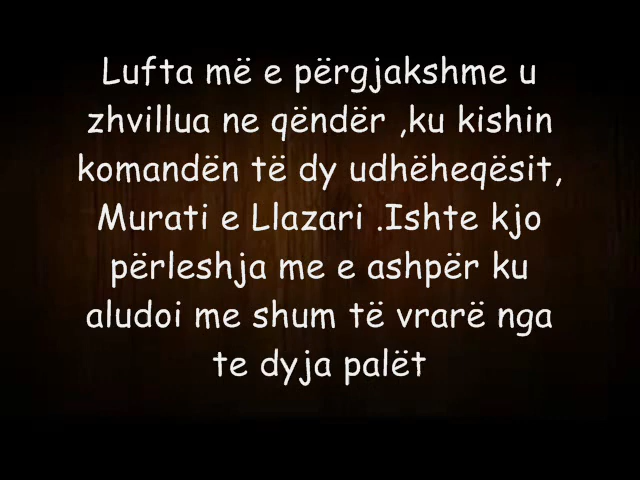 Lufta më e përgjakshme u
zhvillua ne qëndër ,ku kishin
komandën të dy udhëheqësit,
Murati e Llazari .Ishte kjo
përleshja me e ashpër ku
aludoi me shum të vrarë nga
te dyja palët